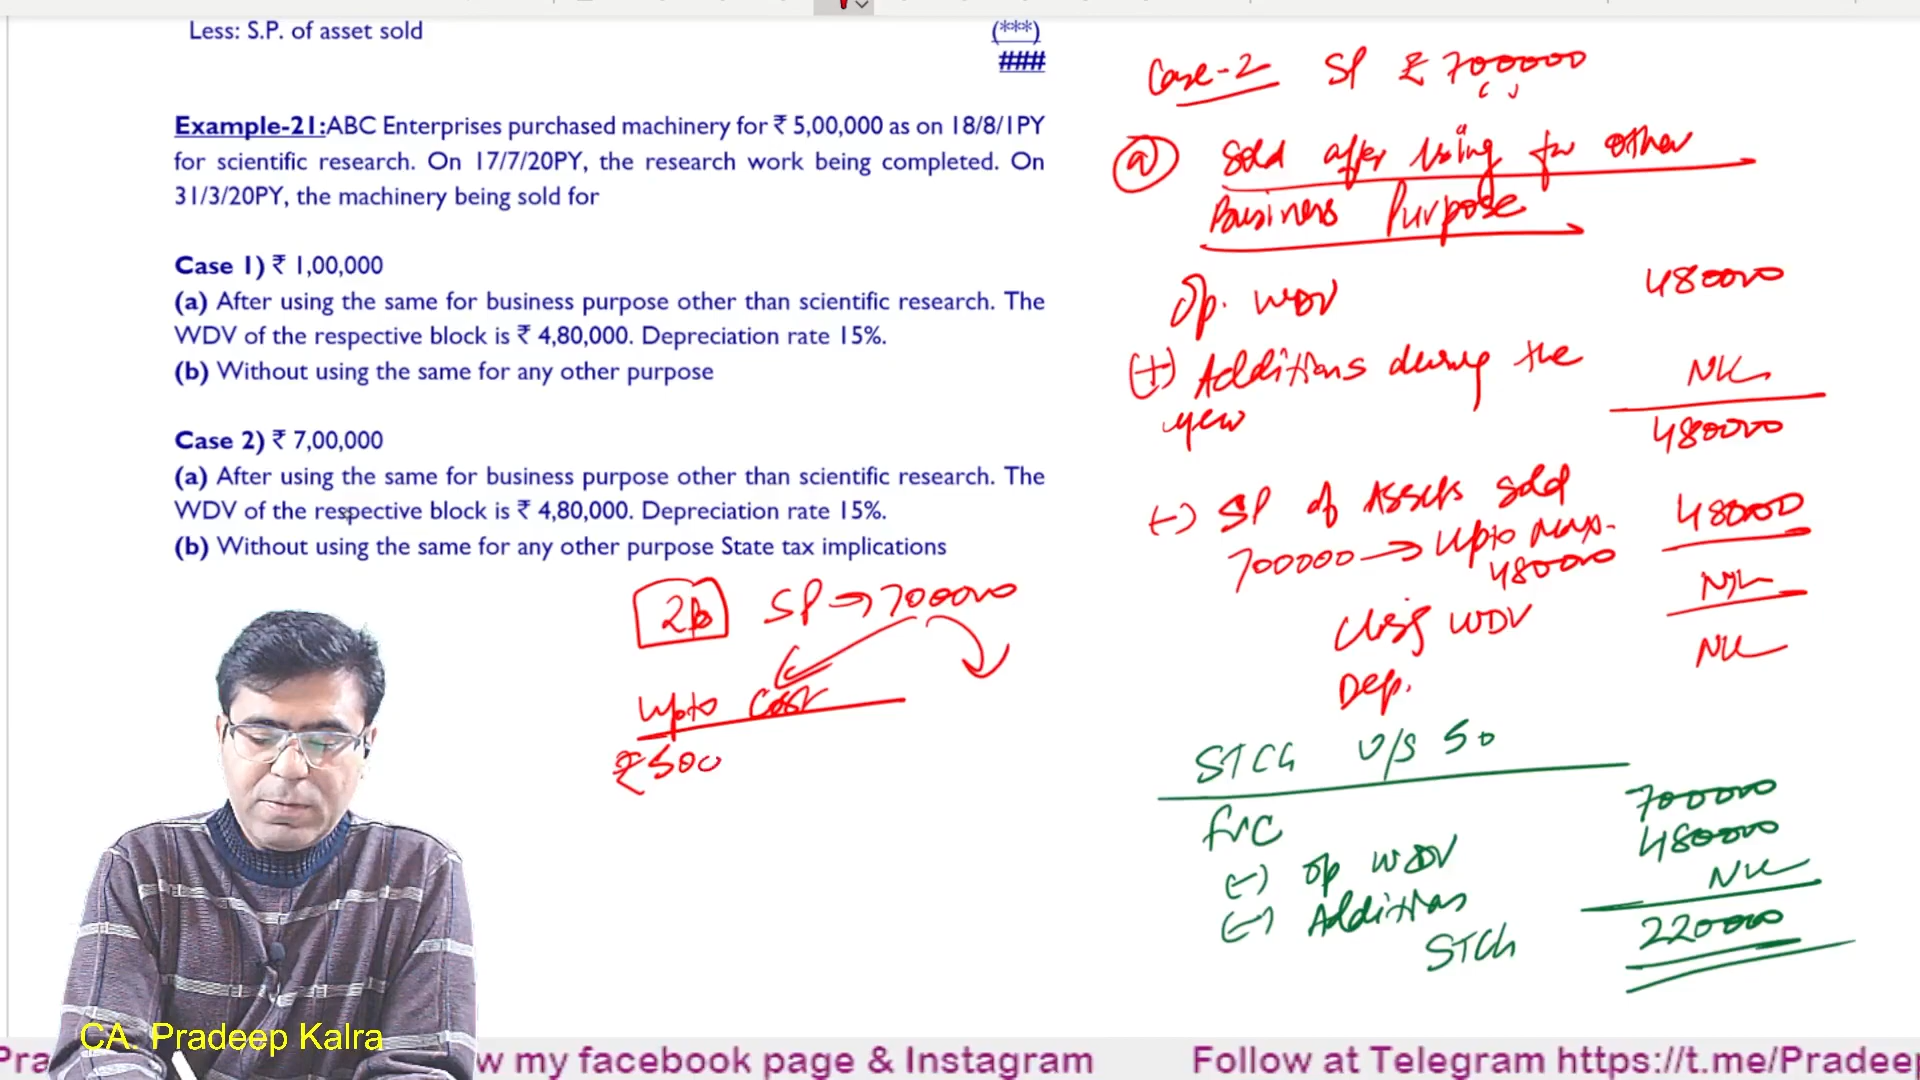 Less: S.P. of asset sold (***)
###
Example-21:ABC Enterprises purchased machinery for ₹ 5,00,000 as on 18/8/1PY
for scientific research. On 17/7/20PY, the research work being completed. On
31/3/20PY, the machinery being sold for
Case 1) ₹ 1,00,000
(a) After using the same for business purpose other than scientific research. The
WDV of the respective block is ₹ 4,80,000. Depreciation rate 15%.
(b) Without using the same for any other purpose
Case 2) ₹ 7,00,000
(a) After using the same for business purpose other than scientific research. The
WDV of the respective block is ₹ 4,80,000. Depreciation rate 15%.
(b) Without using the same for any other purpose State tax implications
2b SP → 700000
upto cost
₹ 500
Case-2 SP ₹ 700000
(a) Sold after using for other
Business Purpose
Op. WDV 480000
(+) Additions during the
year Nil
480000
(-) SP of Assets sold 480000
700000 → upto max.
480000
Closing WDV Nil
Dep. Nil
STCG U/S 50
FVC 700000
(-) Op WDV 480000
(-) Additions Nil
STCG 220000
CA. Pradeep Kalra
Pra
w my facebook page & Instagram Follow at Telegram https://t.me/Pradeep